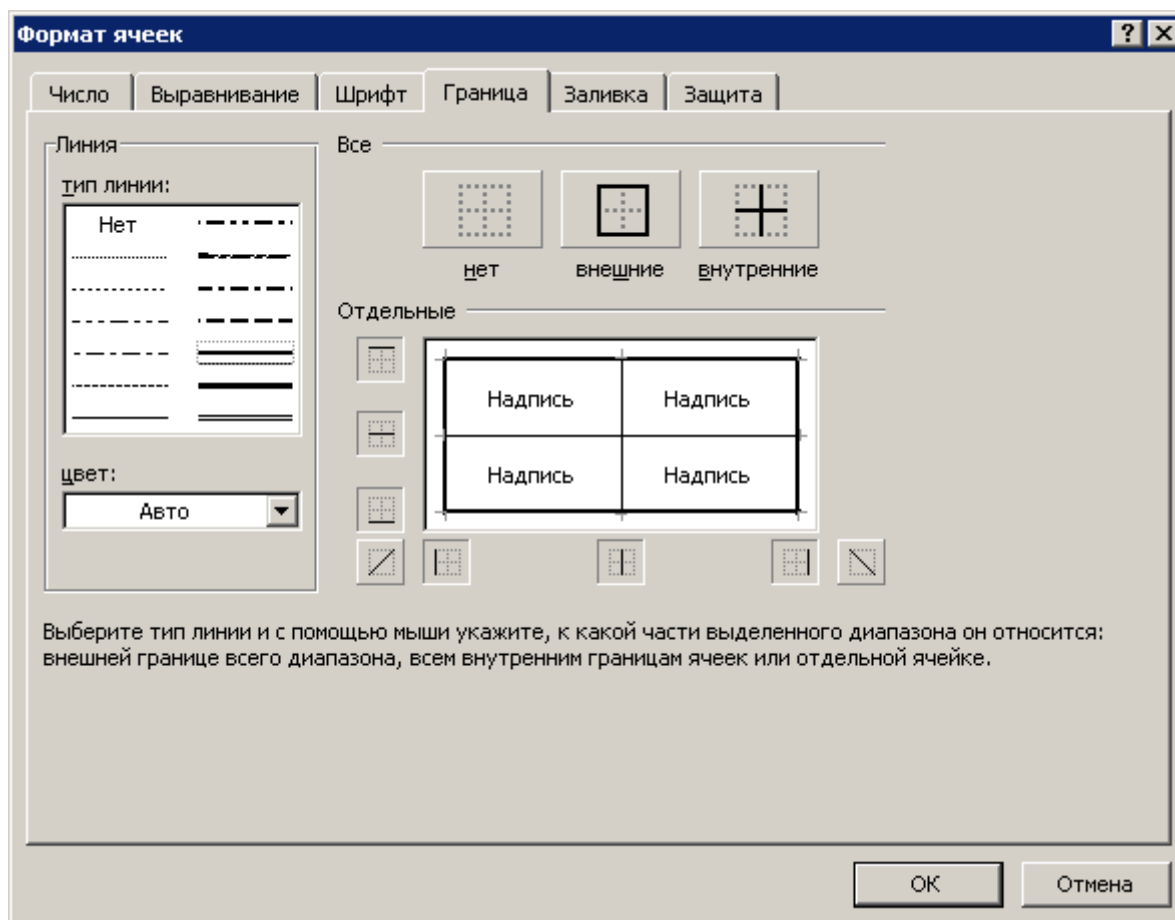 Формат ячеек
Число Выравнивание Шрифт Граница Заливка Защита
Линия
тип линии:
Нет
цвет:
Авто
Все
нет внешние внутренние
Отдельные
Надпись Надпись
Надпись Надпись
Выберите тип линии и с помощью мыши укажите, к какой части выделенного диапазона он относится:
внешней границе всего диапазона, всем внутренним границам ячеек или отдельной ячейке.
ОК Отмена